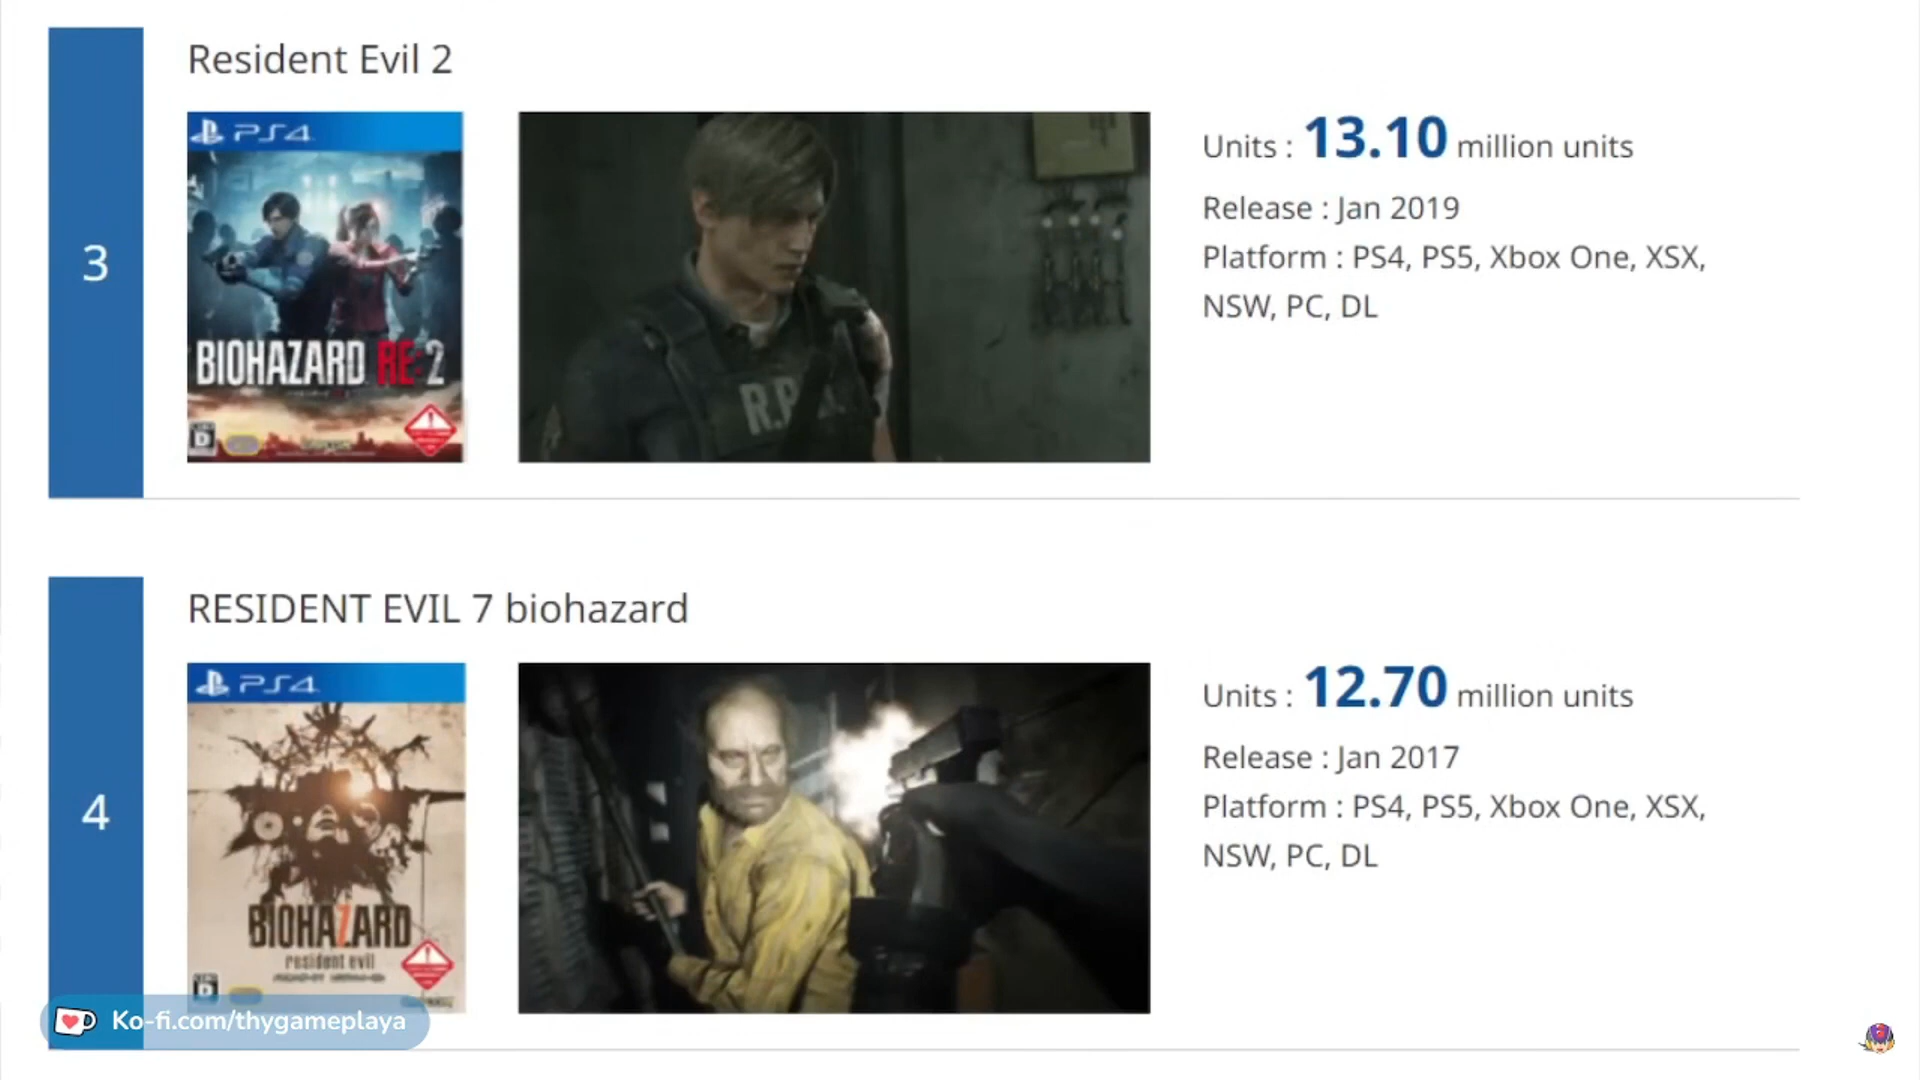 Resident Evil 2
3
PS4
BIOHAZARD RE:2
D
R.P.
Units : 13.10 million units
Release : Jan 2019
Platform : PS4, PS5, Xbox One, XSX,
NSW, PC, DL
RESIDENT EVIL 7 biohazard
4
PS4
BIOHAZARD
resident evil
D
Units : 12.70 million units
Release : Jan 2017
Platform : PS4, PS5, Xbox One, XSX,
NSW, PC, DL
Ko-fi.com/thygameplaya